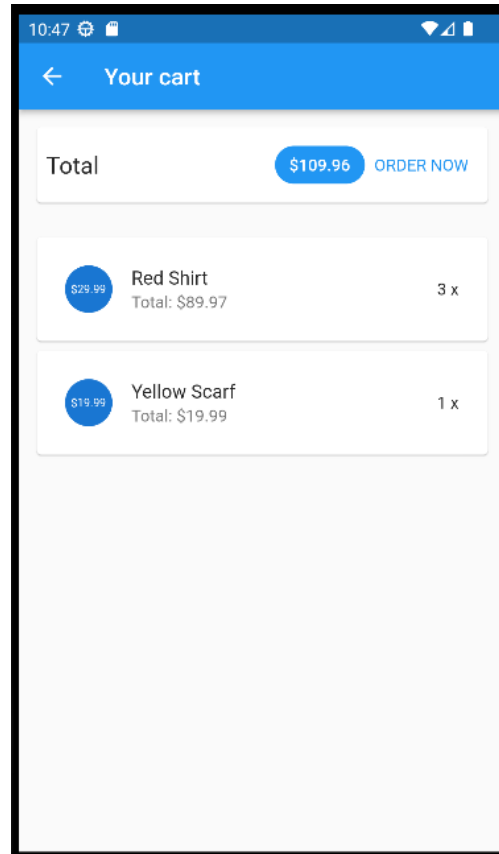 10:47
Your cart
Total $109.96 ORDER NOW
$29.99 Red Shirt 3 x
Total: $89.97
$19.99 Yellow Scarf 1 x
Total: $19.99